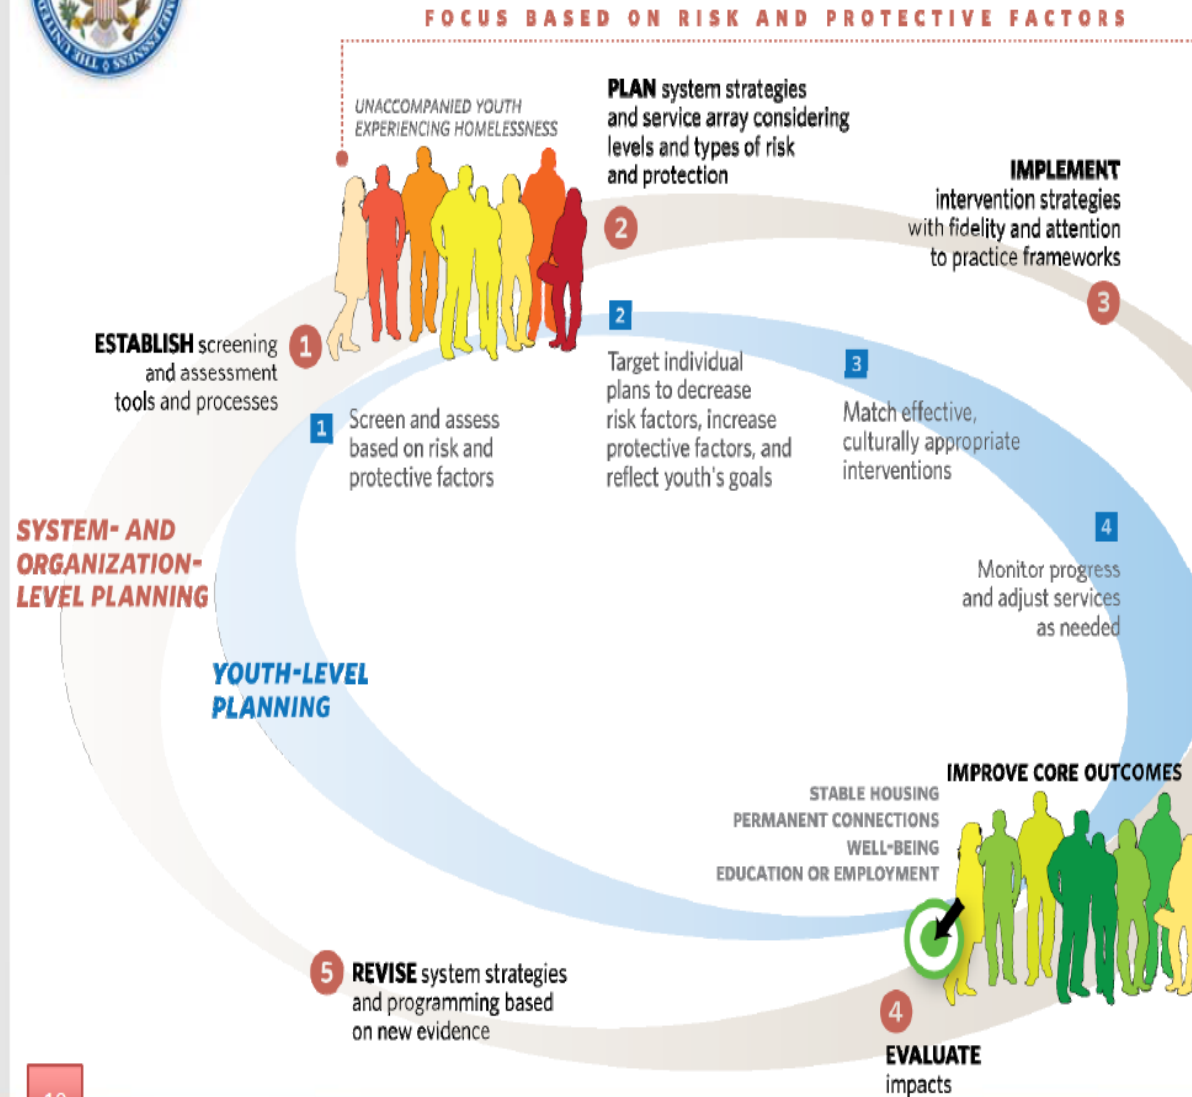 FOCUS BASED ON RISK AND PROTECTIVE FACTORS
THE UNITED
UNACCOMPANIED YOUTH
EXPERIENCING HOMELESSNESS
PLAN system strategies
and service array considering
levels and types of risk
and protection
2
IMPLEMENT
intervention strategies
with fidelity and attention
to practice frameworks
3
ESTABLISH screening
and assessment
tools and processes
1
1
Screen and assess
based on risk and
protective factors
2
Target individual
plans to decrease
risk factors, increase
protective factors, and
reflect youth's goals
3
Match effective,
culturally appropriate
interventions
4
Monitor progress
and adjust services
as needed
SYSTEM- AND
ORGANIZATION-
LEVEL PLANNING
YOUTH-LEVEL
PLANNING
IMPROVE CORE OUTCOMES
STABLE HOUSING
PERMANENT CONNECTIONS
WELL-BEING
EDUCATION OR EMPLOYMENT
5
REVISE system strategies
and programming based
on new evidence
4
EVALUATE
impacts